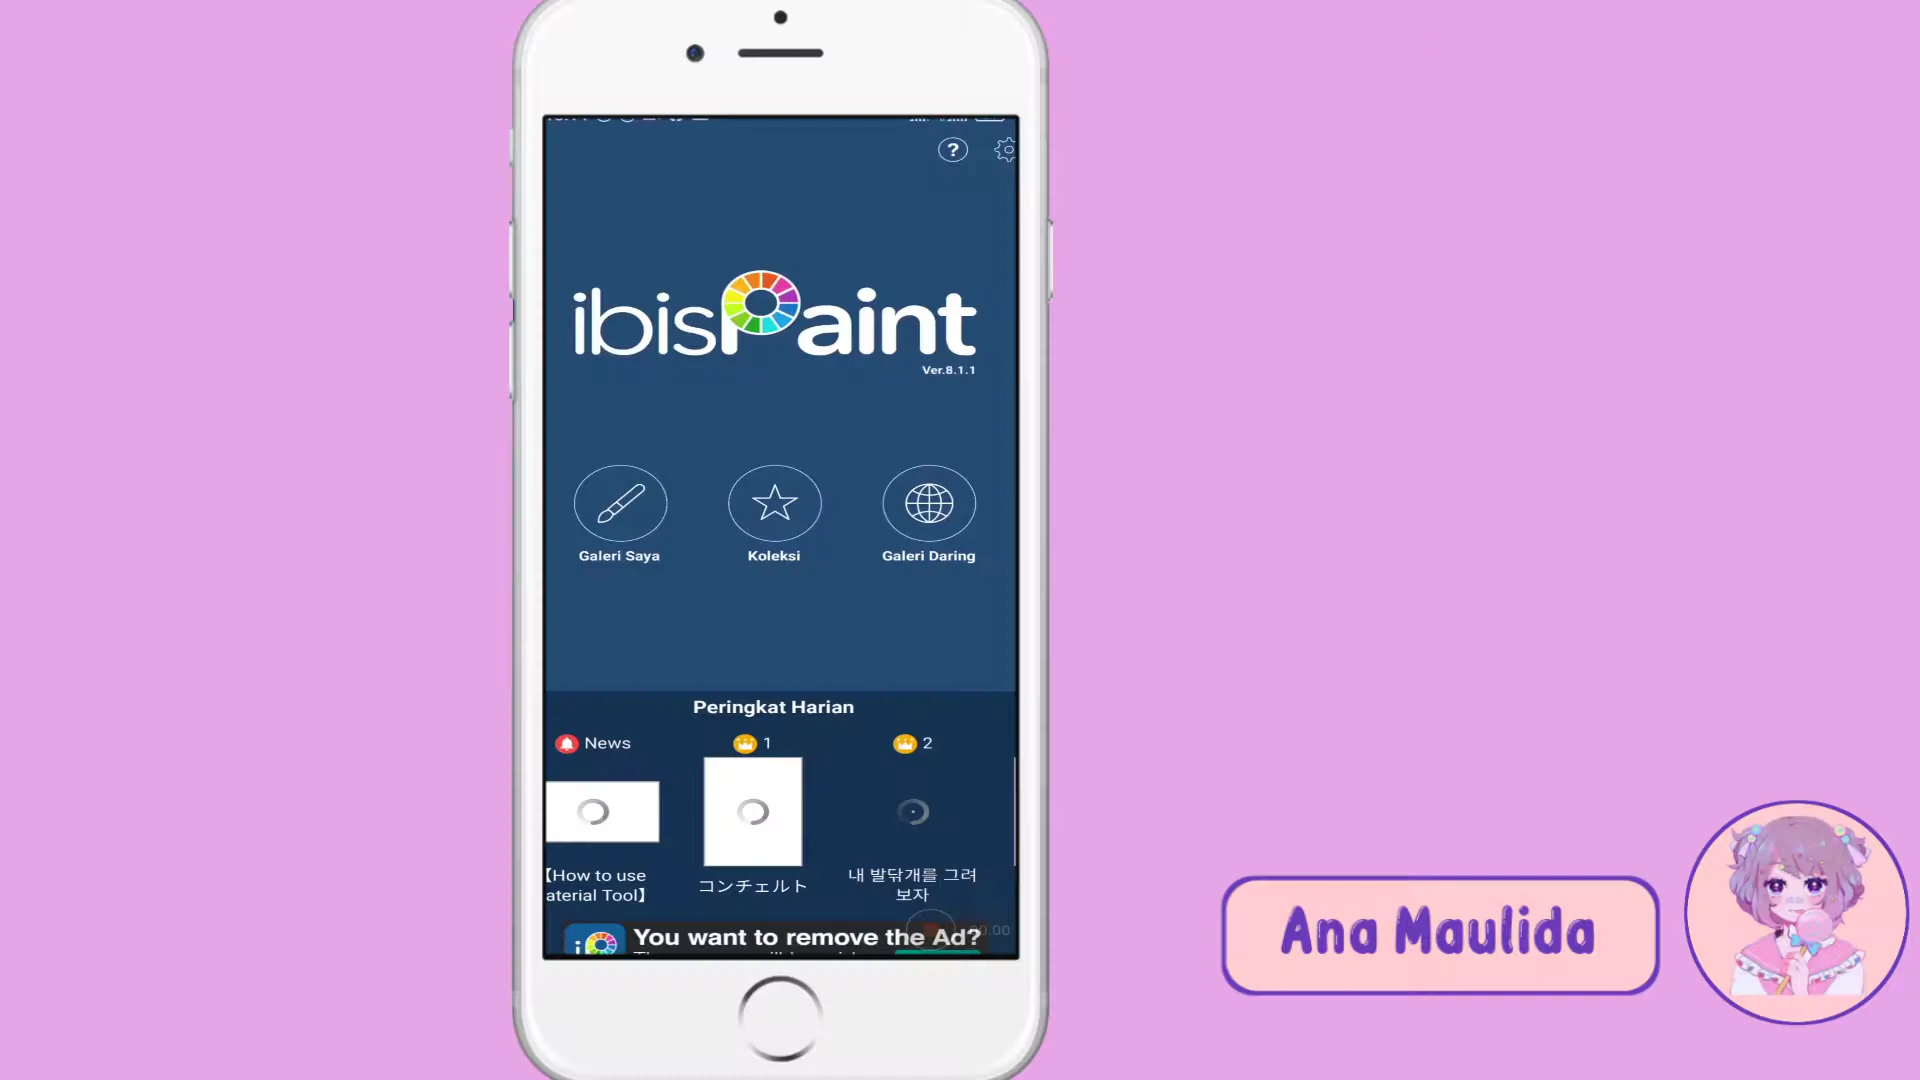 ?
ibisPaint
Ver.8.1.1
Galeri Saya
Koleksi
Galeri Daring
Peringkat Harian
News
1
2
【How to use
aterial Tool】
コンチェルト
내 발닦개를 그려
보자
You want to remove the Ad?
Ana Maulida